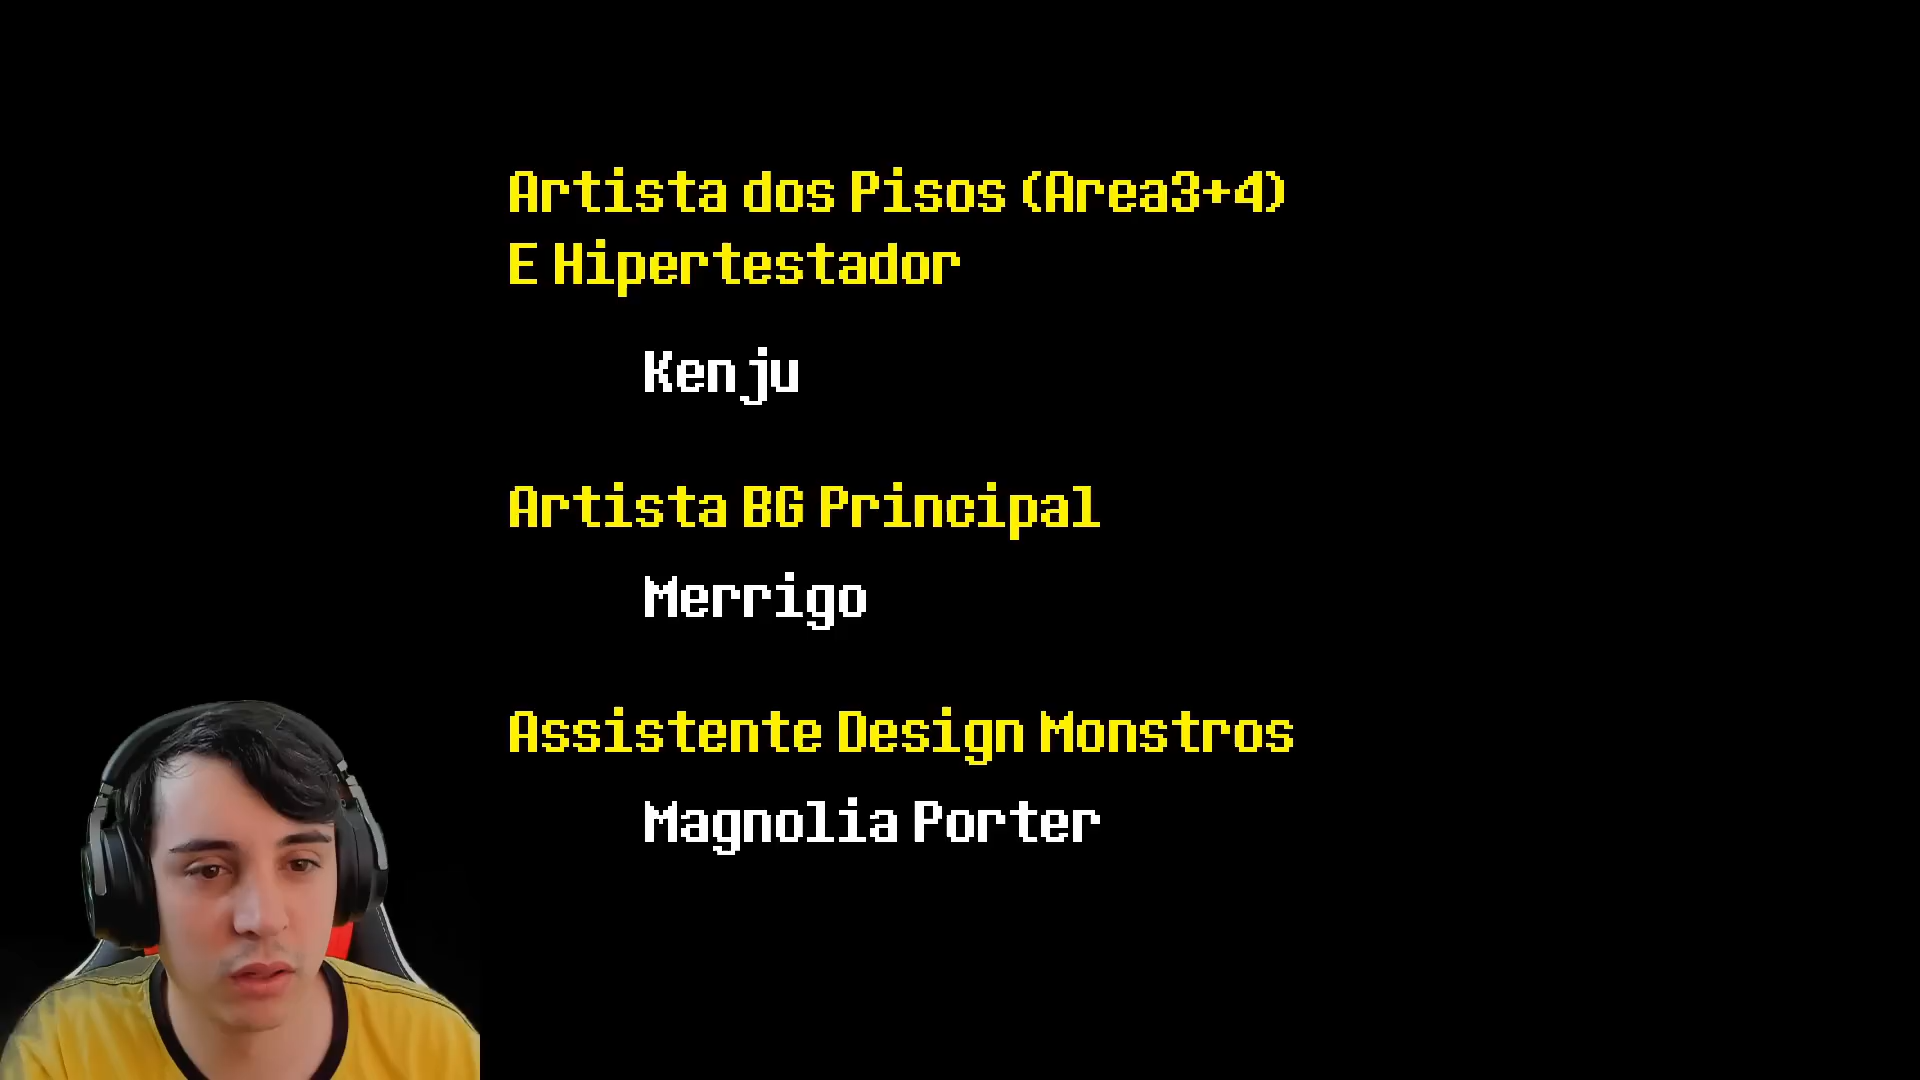 Artista dos Pisos (Area3+4)
E Hipertestador
Kenju
Artista BG Principal
Merrigo
Assistente Design Monstros
Magnolia Porter